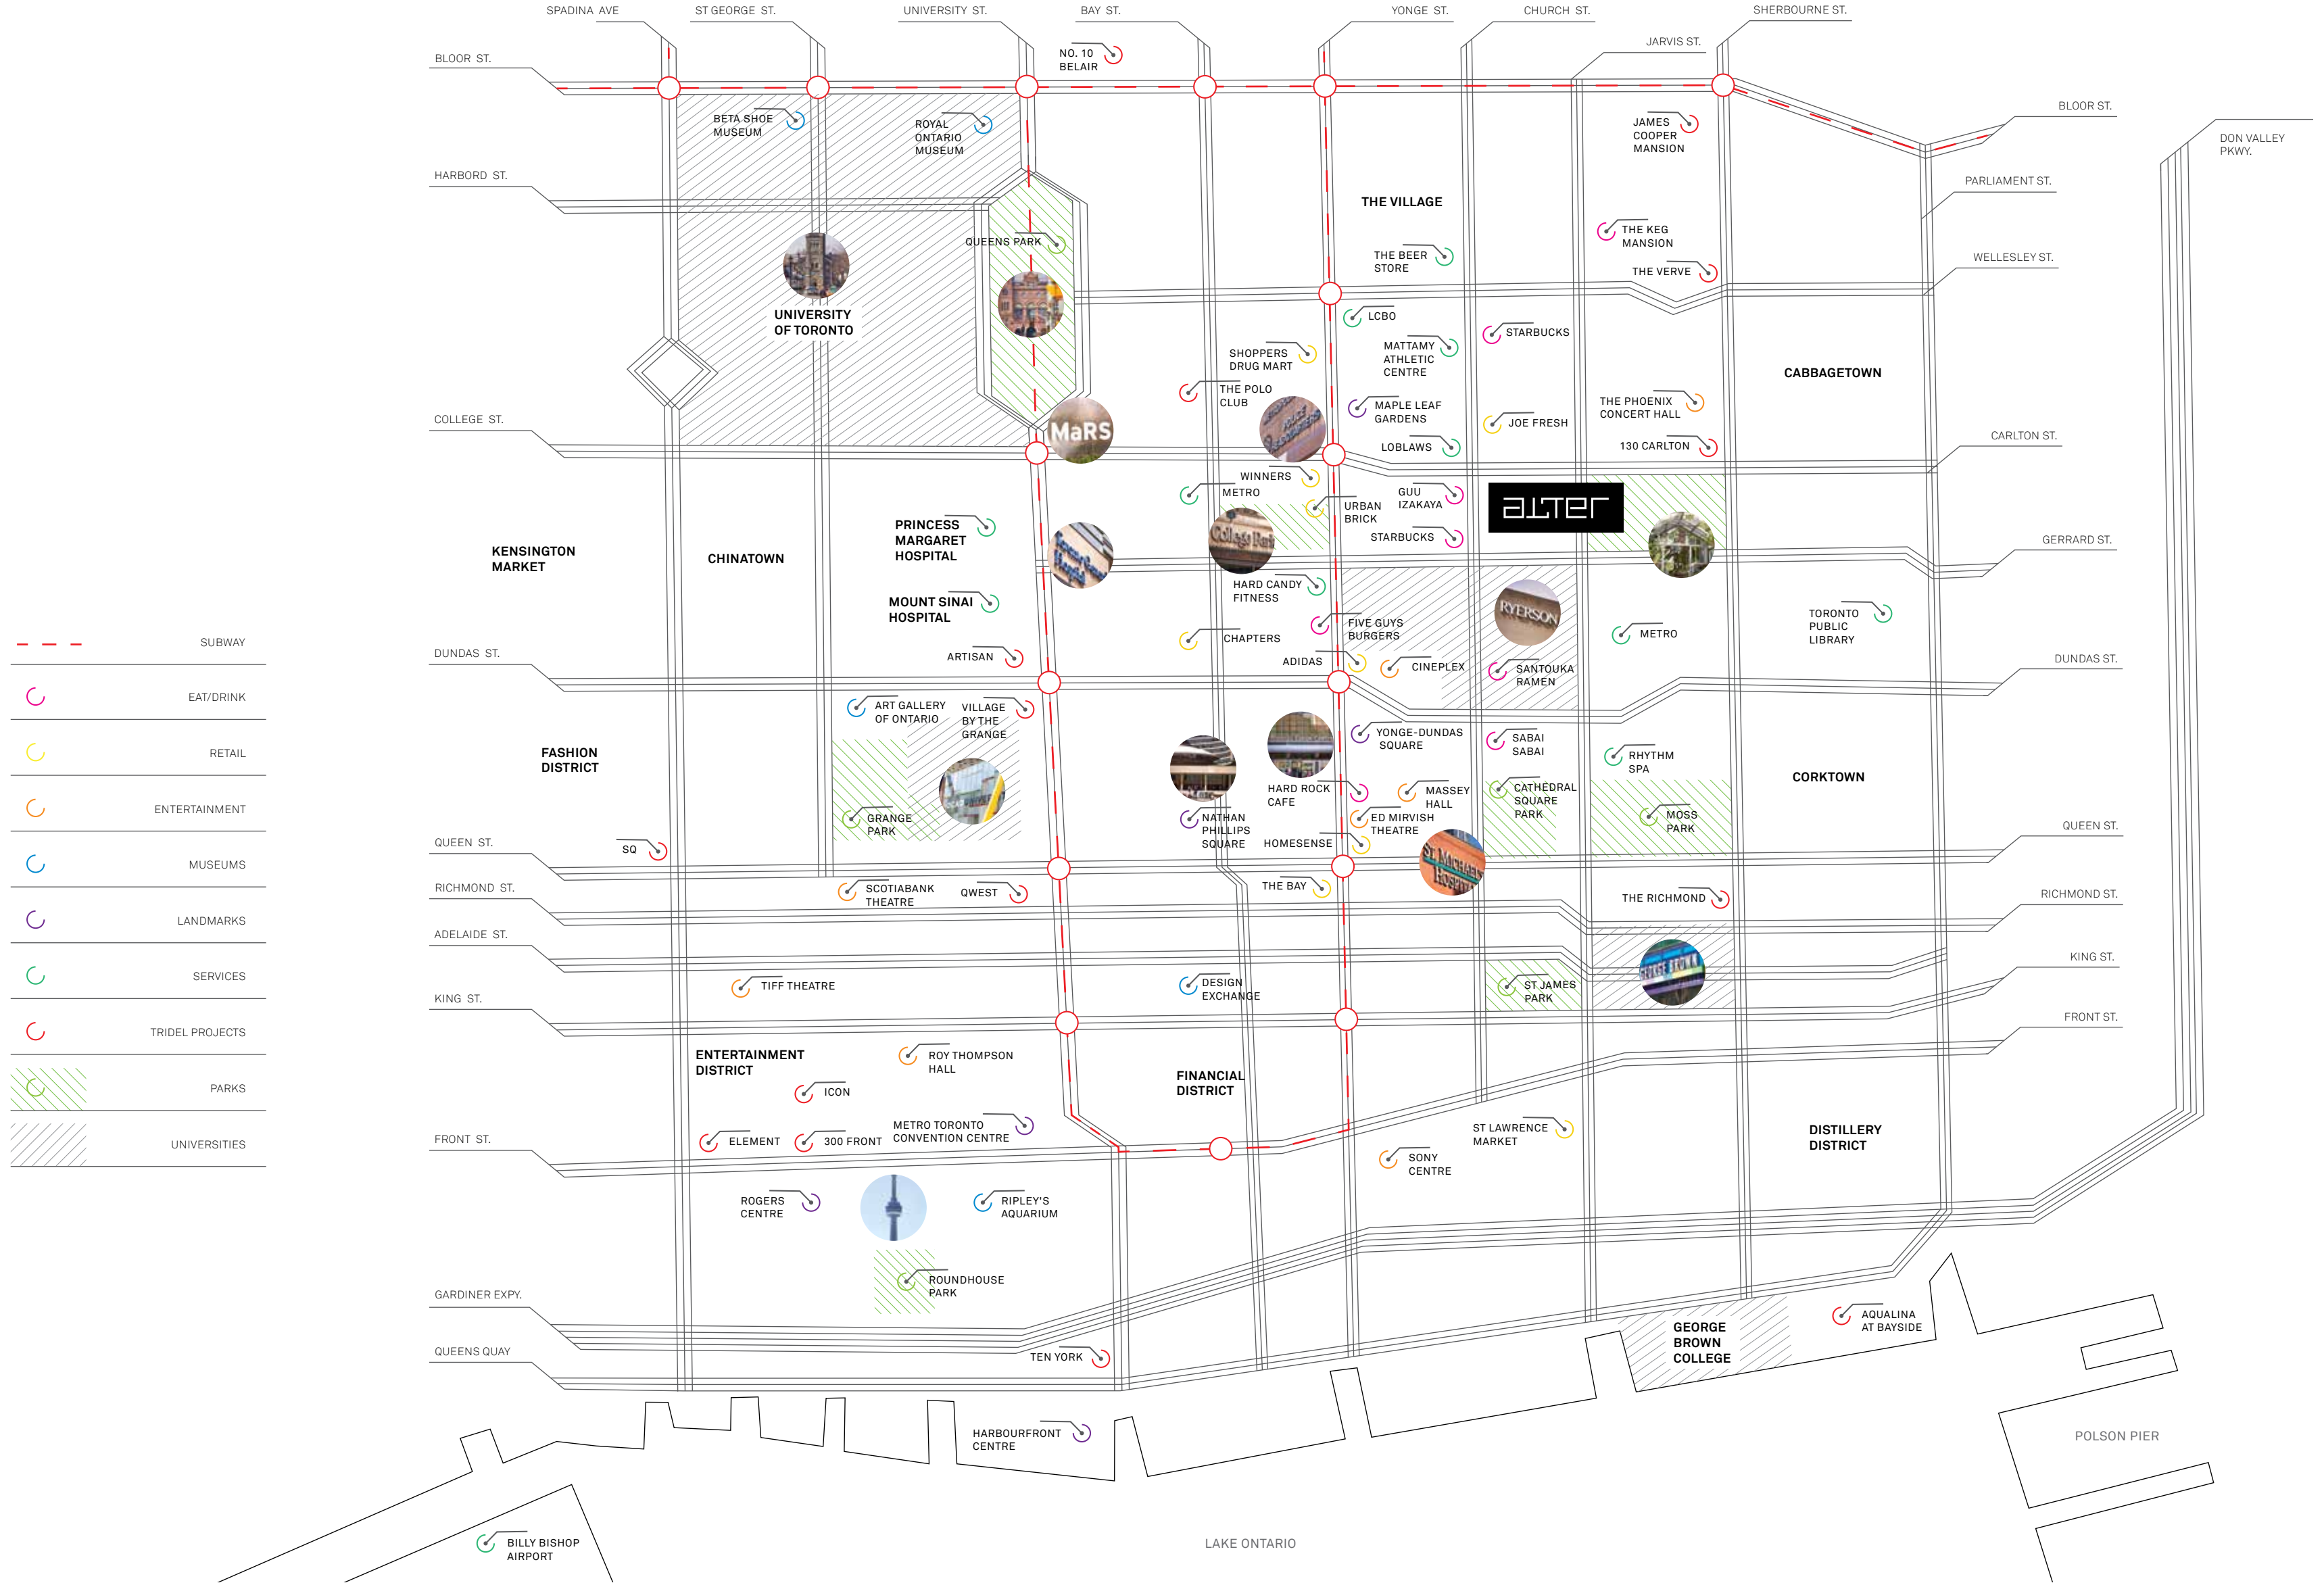 SPADINA AVE
ST GEORGE ST.
UNIVERSITY ST.
BAY ST.
YONGE ST.
CHURCH ST.
SHERBOURNE ST.
JARVIS ST.
BLOOR ST.
NO. 10
BELAIR
BLOOR ST.
DON VALLEY
PKWY.
BETA SHOE
MUSEUM
ROYAL
ONTARIO
MUSEUM
JAMES
COOPER
MANSION
HARBORD ST.
PARLIAMENT ST.
THE VILLAGE
QUEENS PARK
THE BEER
STORE
THE KEG
MANSION
THE VERVE
WELLESLEY ST.
UNIVERSITY
OF TORONTO
LCBO
STARBUCKS
SHOPPERS
DRUG MART
MATTAMY
ATHLETIC
CENTRE
CABBAGETOWN
THE POLO
CLUB
MAPLE LEAF
GARDENS
JOE FRESH
THE PHOENIX
CONCERT HALL
COLLEGE ST.
MaRS
LOBLAWS
130 CARLTON
CARLTON ST.
WINNERS
METRO
URBAN
BRICK
GUU
IZAKAYA
STARBUCKS
alter
PRINCESS
MARGARET
HOSPITAL
College Park
GERRARD ST.
KENSINGTON
MARKET
CHINATOWN
HARD CANDY
FITNESS
MOUNT SINAI
HOSPITAL
RYERSON
TORONTO
PUBLIC
LIBRARY
FIVE GUYS
BURGERS
CHAPTERS
METRO
SUBWAY
DUNDAS ST.
ARTISAN
ADIDAS
CINEPLEX
SANTOUKA
RAMEN
DUNDAS ST.
EAT/DRINK
ART GALLERY
OF ONTARIO
VILLAGE
BY THE
GRANGE
YONGE-DUNDAS
SQUARE
SABAI
SABAI
RHYTHM
SPA
RETAIL
FASHION
DISTRICT
CORKTOWN
HARD ROCK
CAFE
MASSEY
HALL
CATHEDRAL
SQUARE
PARK
MOSS
PARK
ENTERTAINMENT
GRANGE
PARK
NATHAN
PHILLIPS
SQUARE
ED MIRVISH
THEATRE
HOMESENSE
QUEEN ST.
SQ
QUEEN ST.
ST. MICHAEL'S
HOSPITAL
MUSEUMS
RICHMOND ST.
SCOTIABANK
THEATRE
QWEST
THE BAY
THE RICHMOND
RICHMOND ST.
LANDMARKS
ADELAIDE ST.
GEORGE BROWN
KING ST.
SERVICES
TIFF THEATRE
DESIGN
EXCHANGE
ST JAMES
PARK
KING ST.
FRONT ST.
TRIDEL PROJECTS
ENTERTAINMENT
DISTRICT
ROY THOMPSON
HALL
FINANCIAL
DISTRICT
PARKS
ICON
METRO TORONTO
CONVENTION CENTRE
ST LAWRENCE
MARKET
DISTILLERY
DISTRICT
UNIVERSITIES
FRONT ST.
ELEMENT
300 FRONT
SONY
CENTRE
ROGERS
CENTRE
RIPLEY'S
AQUARIUM
ROUNDHOUSE
PARK
GARDINER EXPY.
GEORGE
BROWN
COLLEGE
AQUALINA
AT BAYSIDE
QUEENS QUAY
TEN YORK
HARBOURFRONT
CENTRE
POLSON PIER
BILLY BISHOP
AIRPORT
LAKE ONTARIO